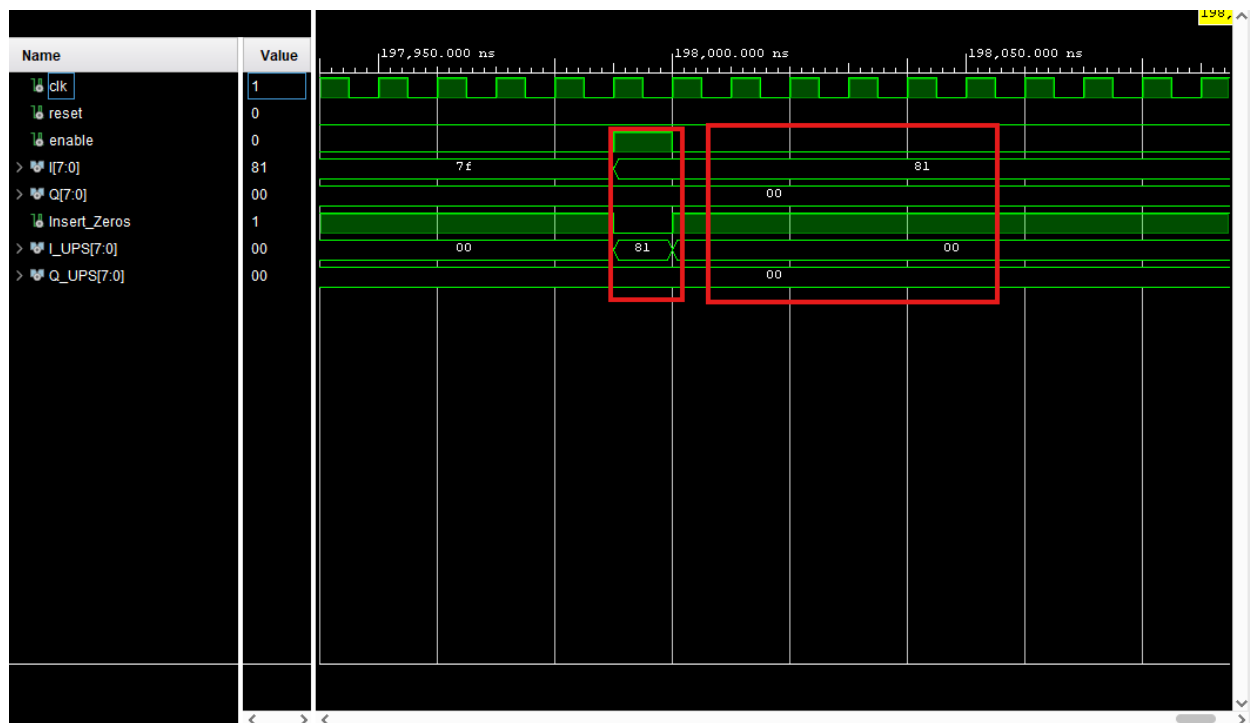 198,
Name Value
197,950.000 ns 198,000.000 ns 198,050.000 ns
clk 1
reset 0
enable 0
> I[7:0] 81 7f 81
> Q[7:0] 00 00
Insert_Zeros 1
> I_UPS[7:0] 00 00 81 00
> Q_UPS[7:0] 00 00